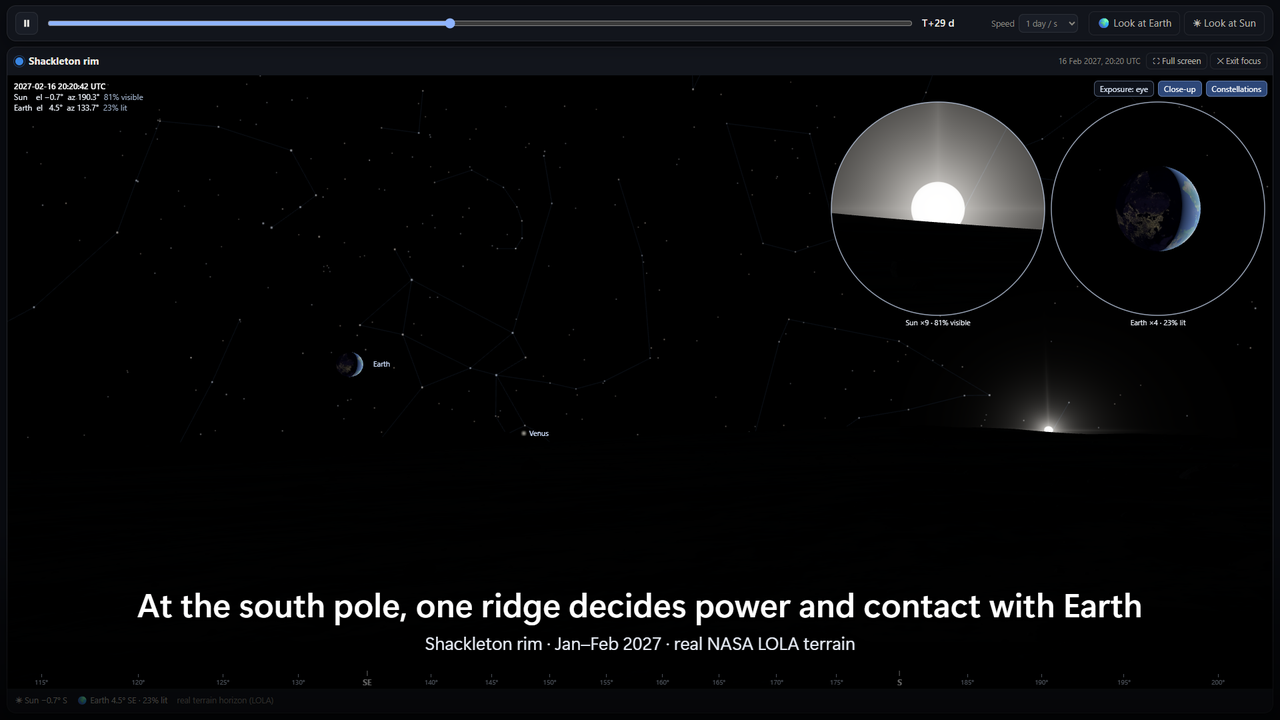 T+29 d
Speed 1 day / s
Look at Earth
Look at Sun
Shackleton rim
16 Feb 2027, 20:20 UTC
Full screen
Exit focus
2027-02-16 20:20:42 UTC
Sun el −0.7° az 190.3° 81% visible
Earth el 4.5° az 133.7° 23% lit
Exposure: eye
Close-up
Constellations
Sun ×9 · 81% visible
Earth ×4 · 23% lit
Earth
Venus
At the south pole, one ridge decides power and contact with Earth
Shackleton rim · Jan–Feb 2027 · real NASA LOLA terrain
115° 120° 125° 130° SE 140° 145° 150° 155° 160° 165° 170° 175° S 185° 190° 195° 200°
Sun −0.7° S Earth 4.5° SE · 23% lit real terrain horizon (LOLA)